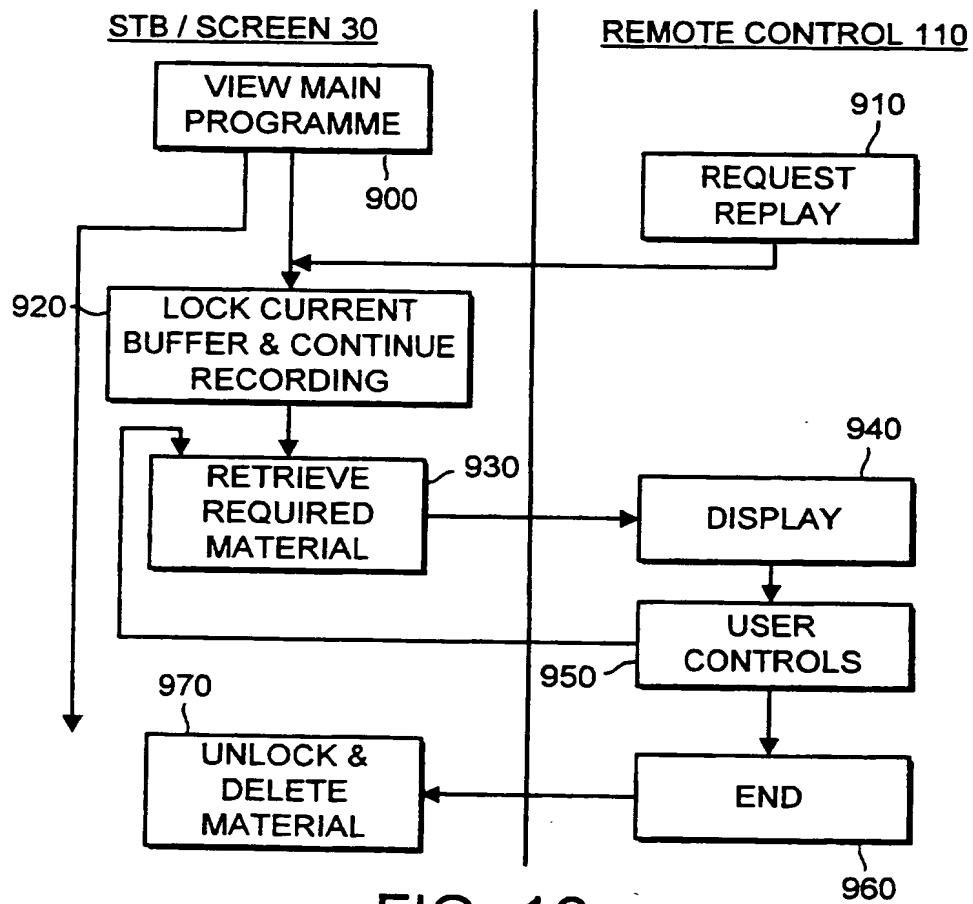 STB / SCREEN 30
REMOTE CONTROL 110
VIEW MAIN
PROGRAMME
900
910
REQUEST
REPLAY
920
LOCK CURRENT
BUFFER & CONTINUE
RECORDING
930
RETRIEVE
REQUIRED
MATERIAL
940
DISPLAY
USER
CONTROLS
950
970
UNLOCK &
DELETE
MATERIAL
END
960